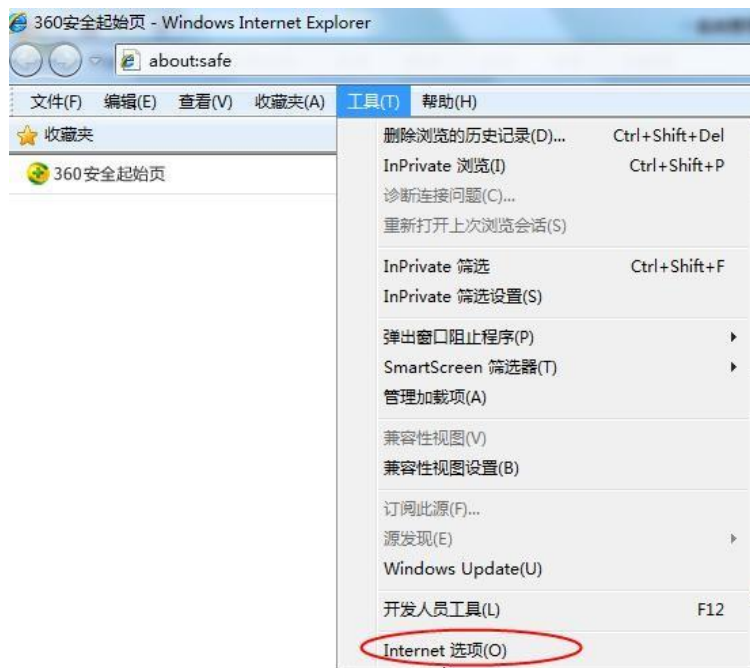 360安全起始页 - Windows Internet Explorer
about:safe
文件(F) 编辑(E) 查看(V) 收藏夹(A) 工具(T) 帮助(H)
收藏夹
360安全起始页
删除浏览的历史记录(D)... Ctrl+Shift+Del
InPrivate 浏览(I) Ctrl+Shift+P
诊断连接问题(C)...
重新打开上次浏览会话(S)
InPrivate 筛选 Ctrl+Shift+F
InPrivate 筛选设置(S)
弹出窗口阻止程序(P)
SmartScreen 筛选器(T)
管理加载项(A)
兼容性视图(V)
兼容性视图设置(B)
订阅此源(F)...
源发现(E)
Windows Update(U)
开发人员工具(L) F12
Internet 选项(O)